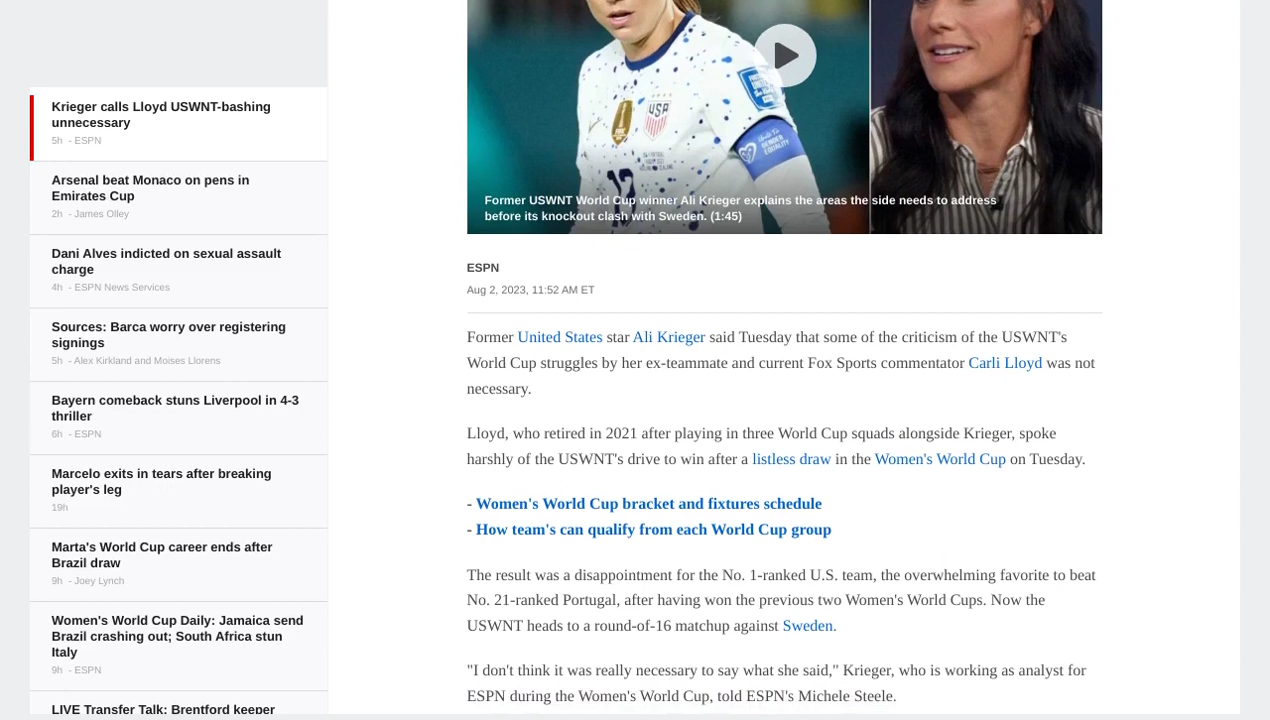 Krieger calls Lloyd USWNT-bashing
unnecessary
5h - ESPN
Arsenal beat Monaco on pens in
Emirates Cup
2h - James Olley
Dani Alves indicted on sexual assault
charge
4h - ESPN News Services
Sources: Barca worry over registering
signings
5h - Alex Kirkland and Moises Llorens
Bayern comeback stuns Liverpool in 4-3
thriller
6h - ESPN
Marcelo exits in tears after breaking
player's leg
19h
Marta's World Cup career ends after
Brazil draw
9h - Joey Lynch
Women's World Cup Daily: Jamaica send
Brazil crashing out; South Africa stun
Italy
9h - ESPN
LIVE Transfer Talk: Brentford keeper
USA
GENDER
EQUALITY
Former USWNT World Cup winner Ali Krieger explains the areas the side needs to address
before its knockout clash with Sweden. (1:45)
ESPN
Aug 2, 2023, 11:52 AM ET
Former United States star Ali Krieger said Tuesday that some of the criticism of the USWNT's
World Cup struggles by her ex-teammate and current Fox Sports commentator Carli Lloyd was not
necessary.
Lloyd, who retired in 2021 after playing in three World Cup squads alongside Krieger, spoke
harshly of the USWNT's drive to win after a listless draw in the Women's World Cup on Tuesday.
- Women's World Cup bracket and fixtures schedule
- How team's can qualify from each World Cup group
The result was a disappointment for the No. 1-ranked U.S. team, the overwhelming favorite to beat
No. 21-ranked Portugal, after having won the previous two Women's World Cups. Now the
USWNT heads to a round-of-16 matchup against Sweden.
"I don't think it was really necessary to say what she said," Krieger, who is working as analyst for
ESPN during the Women's World Cup, told ESPN's Michele Steele.